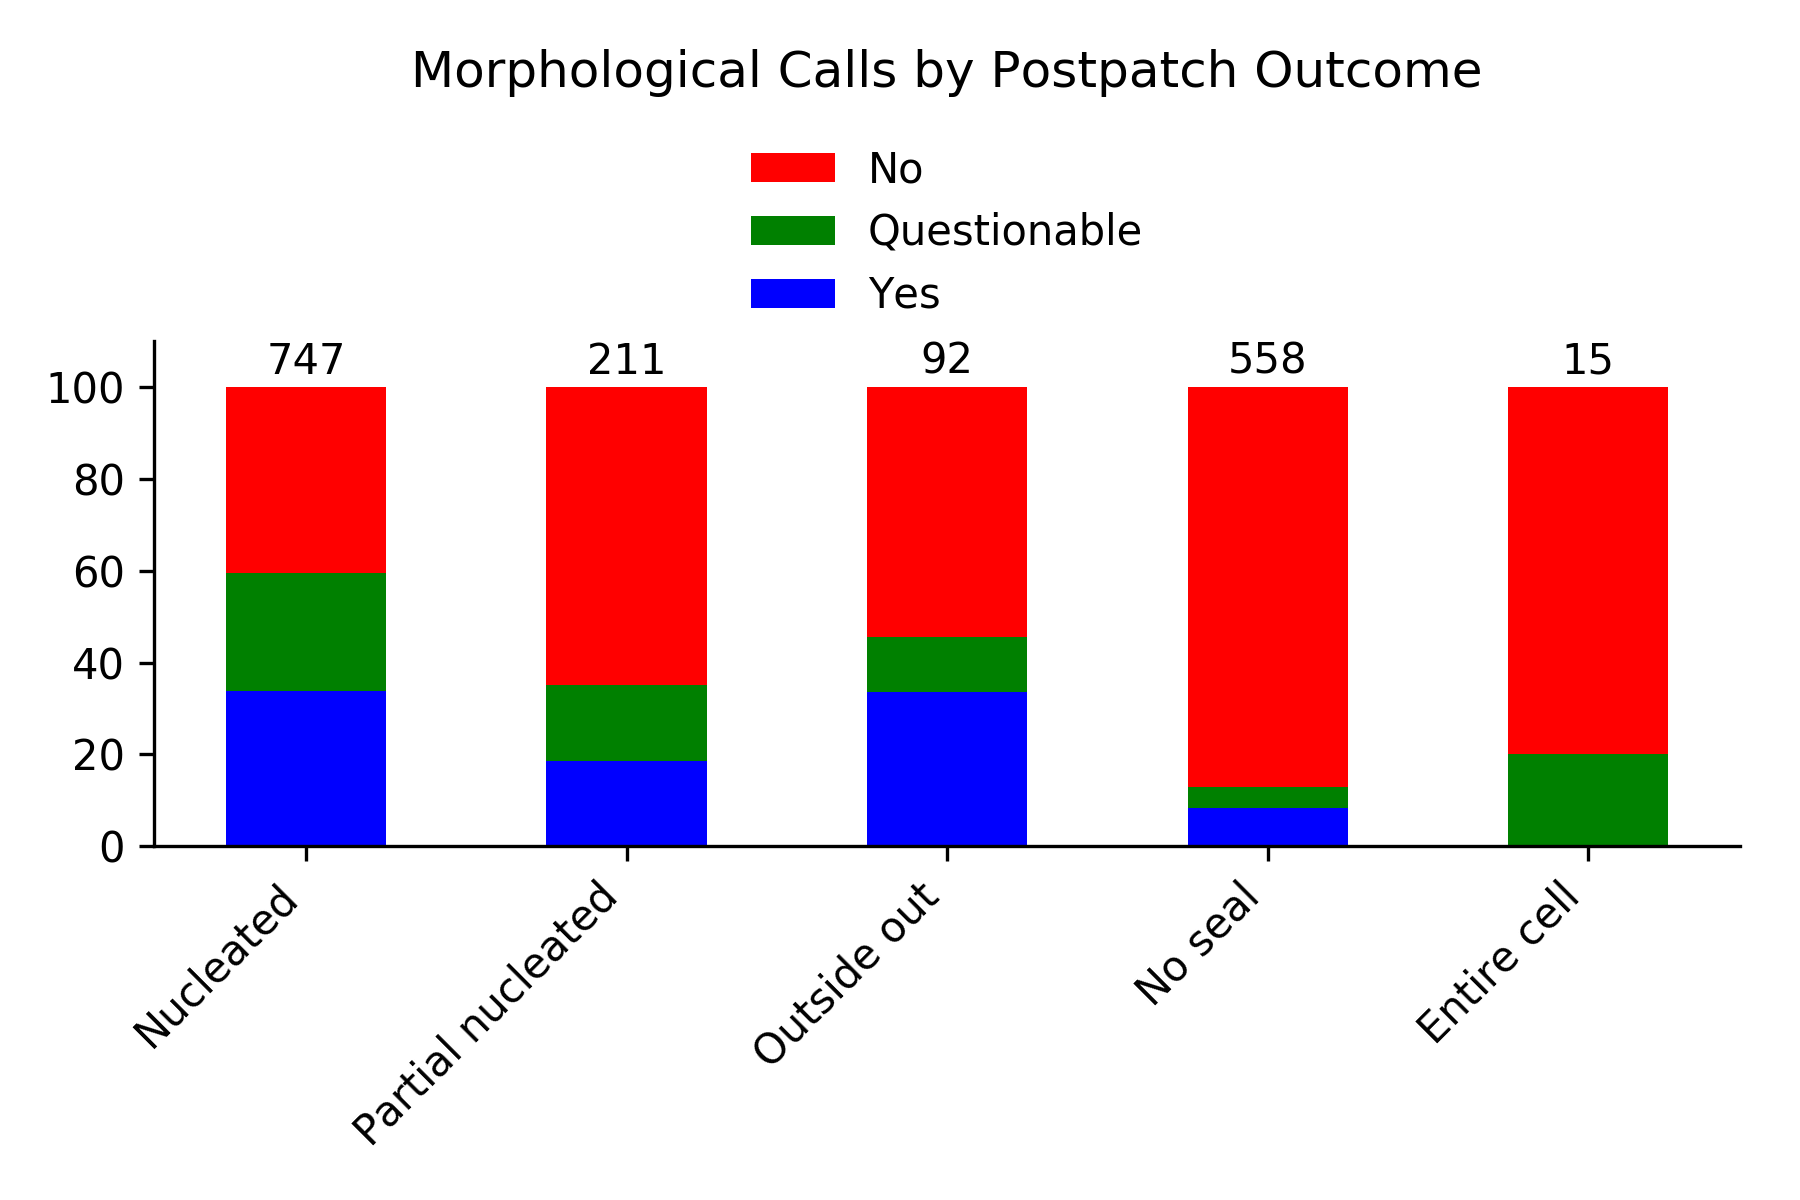 Morphological Calls by Postpatch Outcome
No
Questionable
Yes
747 211 92 558 15
100
80
60
40
20
0
Nucleated
Partial nucleated
Outside out
No seal
Entire cell